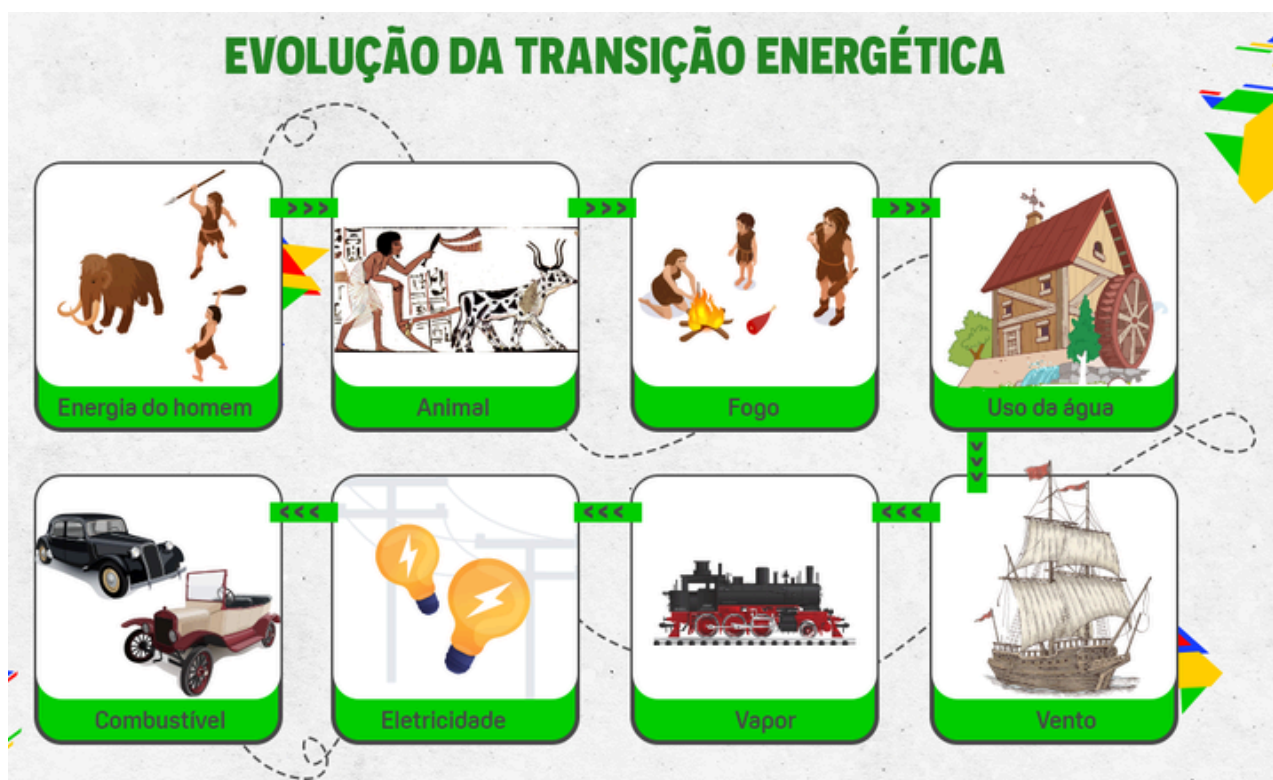 EVOLUÇÃO DA TRANSIÇÃO ENERGÉTICA
Energia do homem
Animal
Fogo
Uso da água
Combustível
Eletricidade
Vapor
Vento